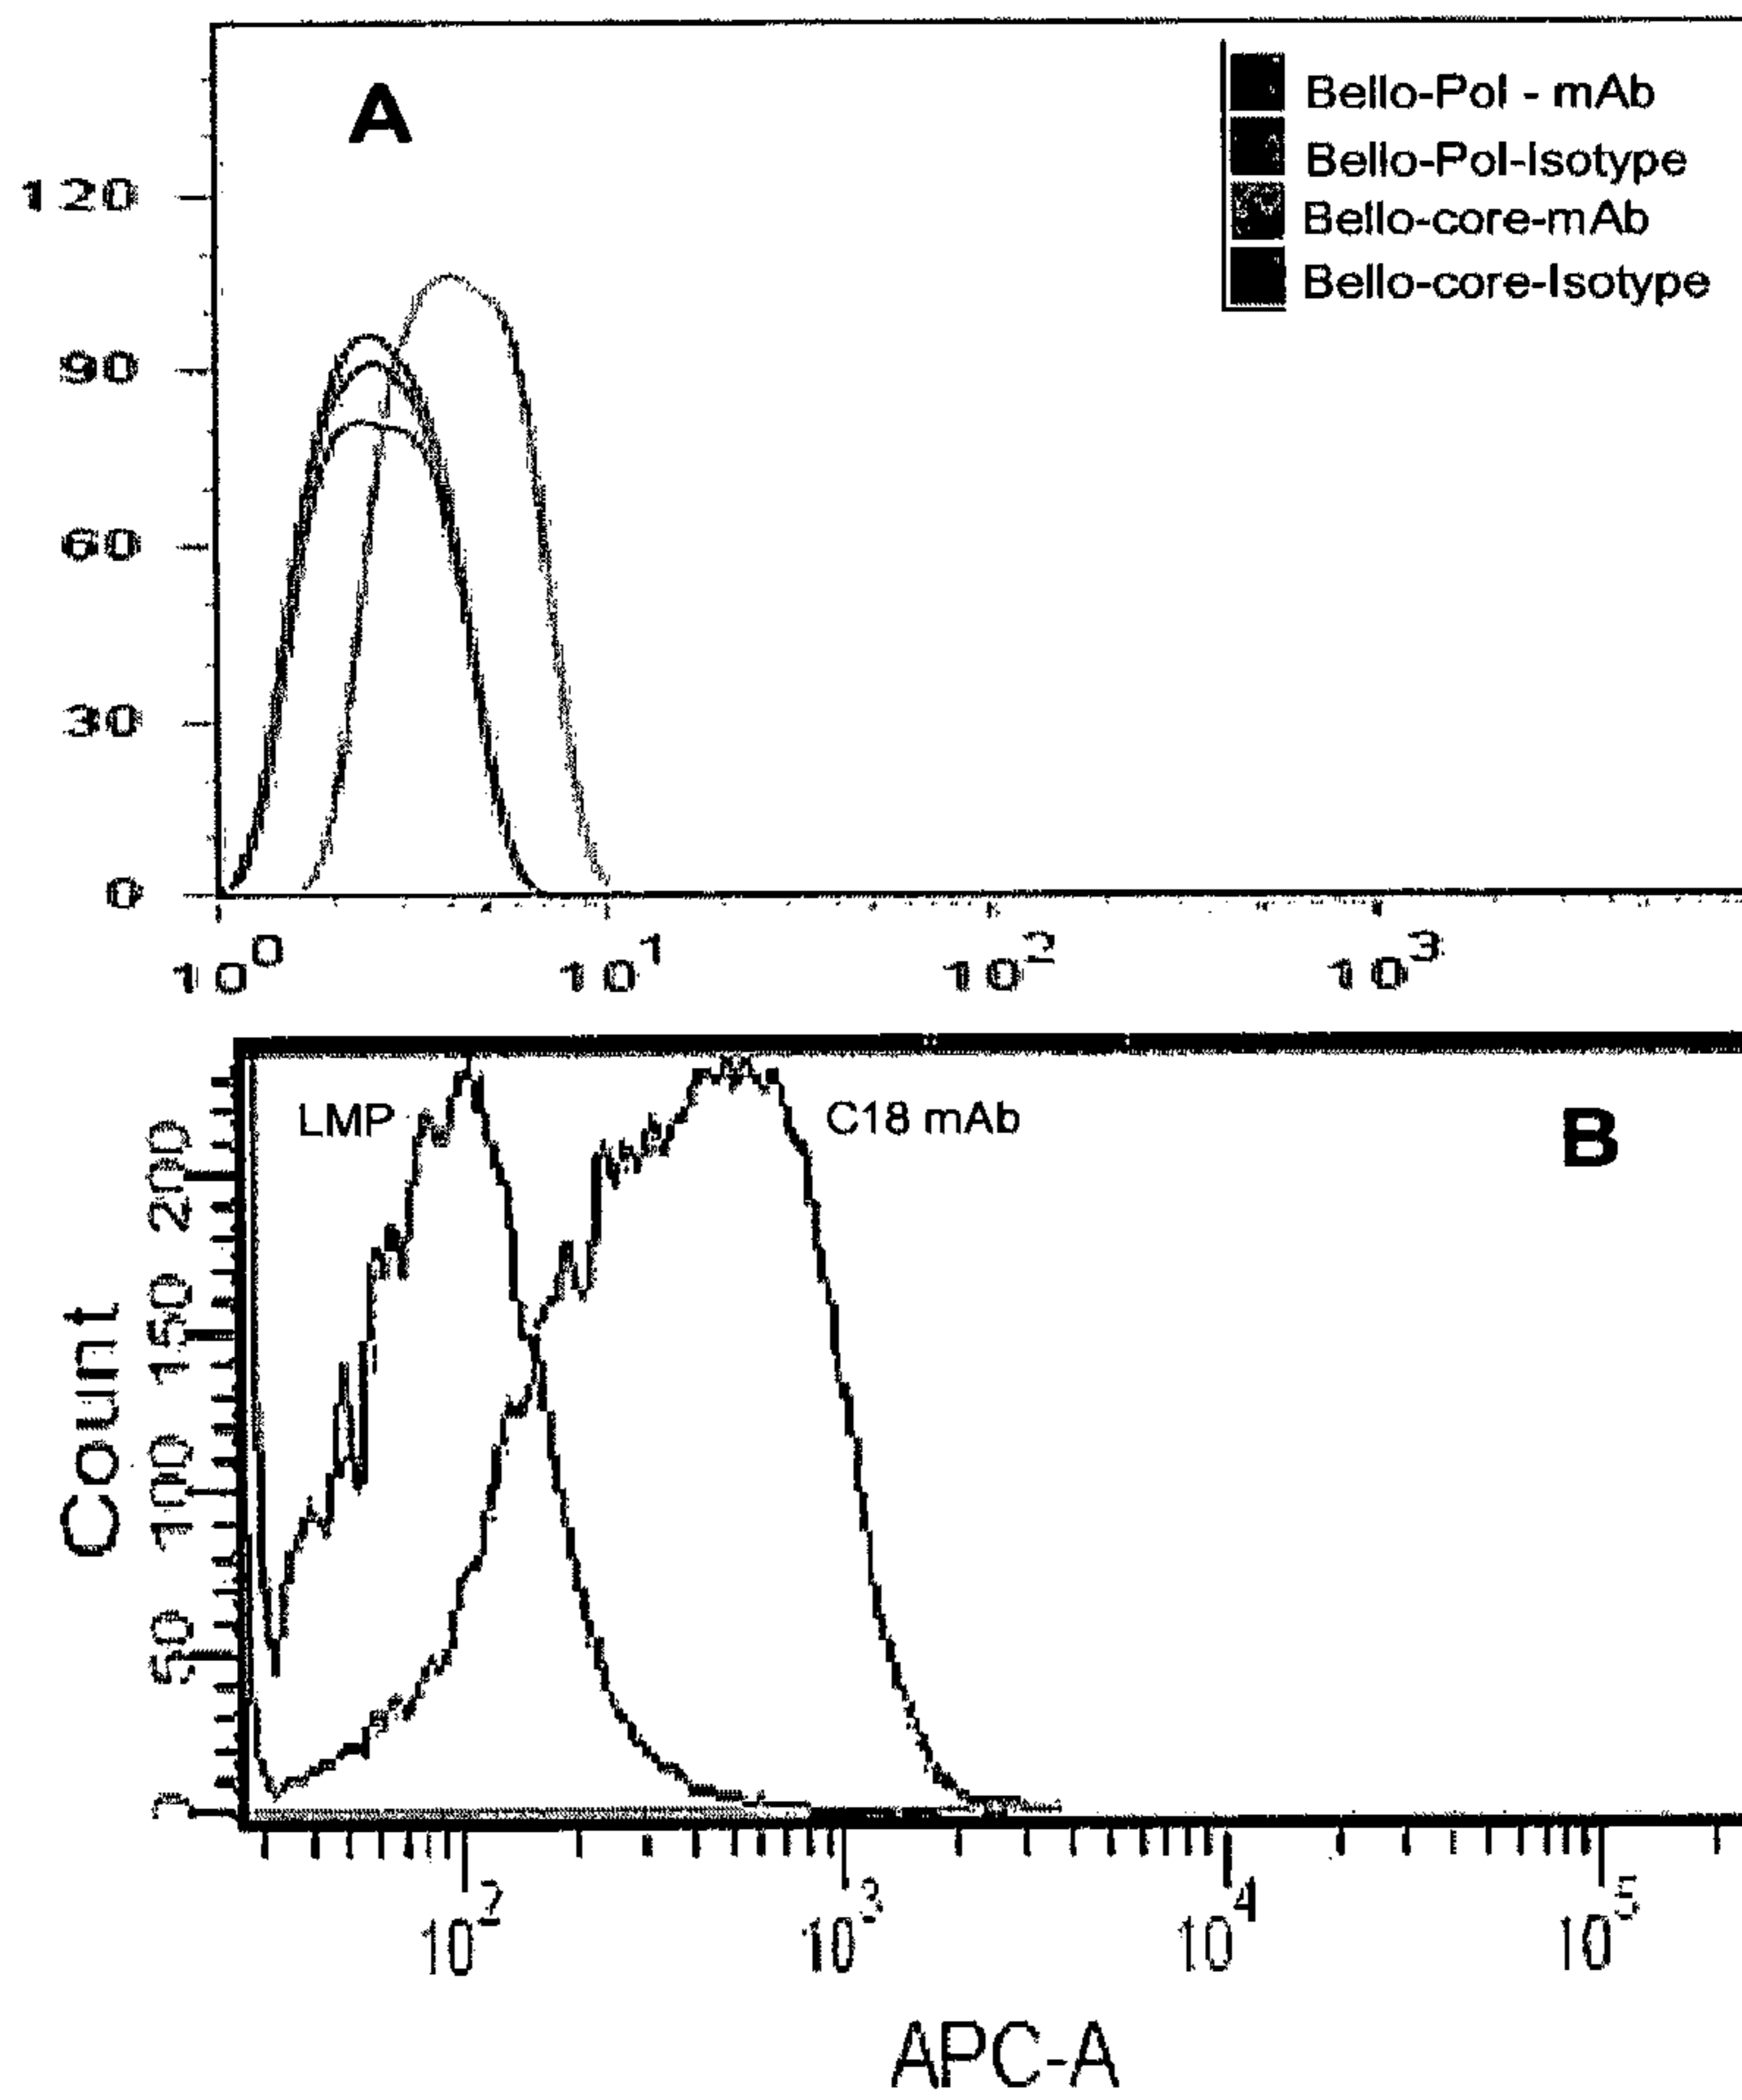 A
Bello-Pol - mAb
Bello-Pol-Isotype
Bello-core-mAb
Bello-core-Isotype
120
90
60
30
0
10^0 10^1 10^2 10^3
LMP
C18 mAb
B
Count
200
150
100
50
10^2 10^3 10^4 10^5
APC-A